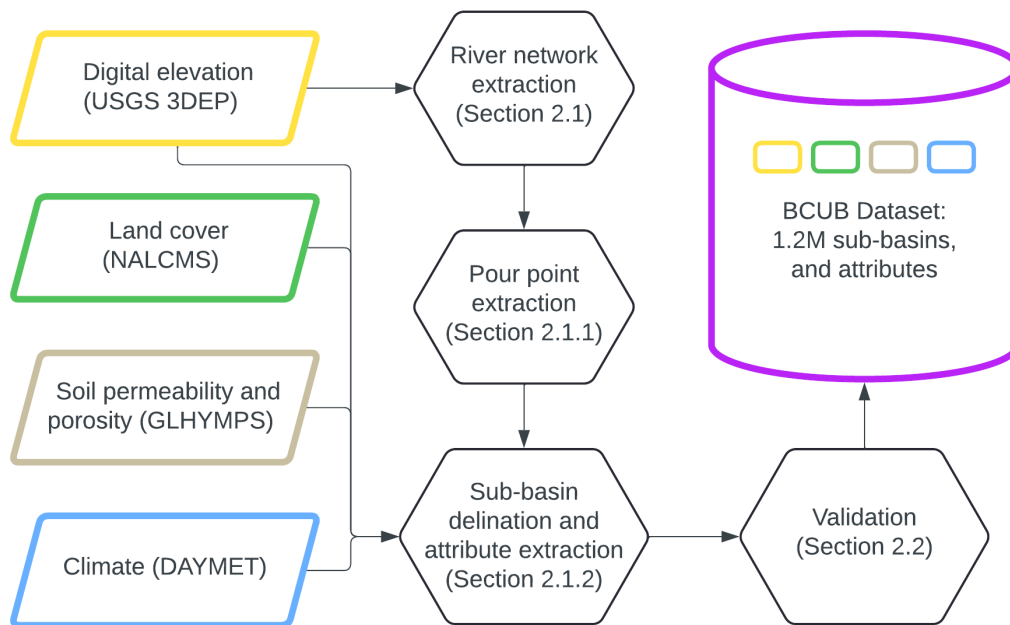 Digital elevation
(USGS 3DEP)
River network
extraction
(Section 2.1)
Land cover
(NALCMS)
Pour point
extraction
(Section 2.1.1)
BCUB Dataset:
1.2M sub-basins,
and attributes
Soil permeability and
porosity (GLHYMPS)
Climate (DAYMET)
Sub-basin
delination and
attribute extraction
(Section 2.1.2)
Validation
(Section 2.2)